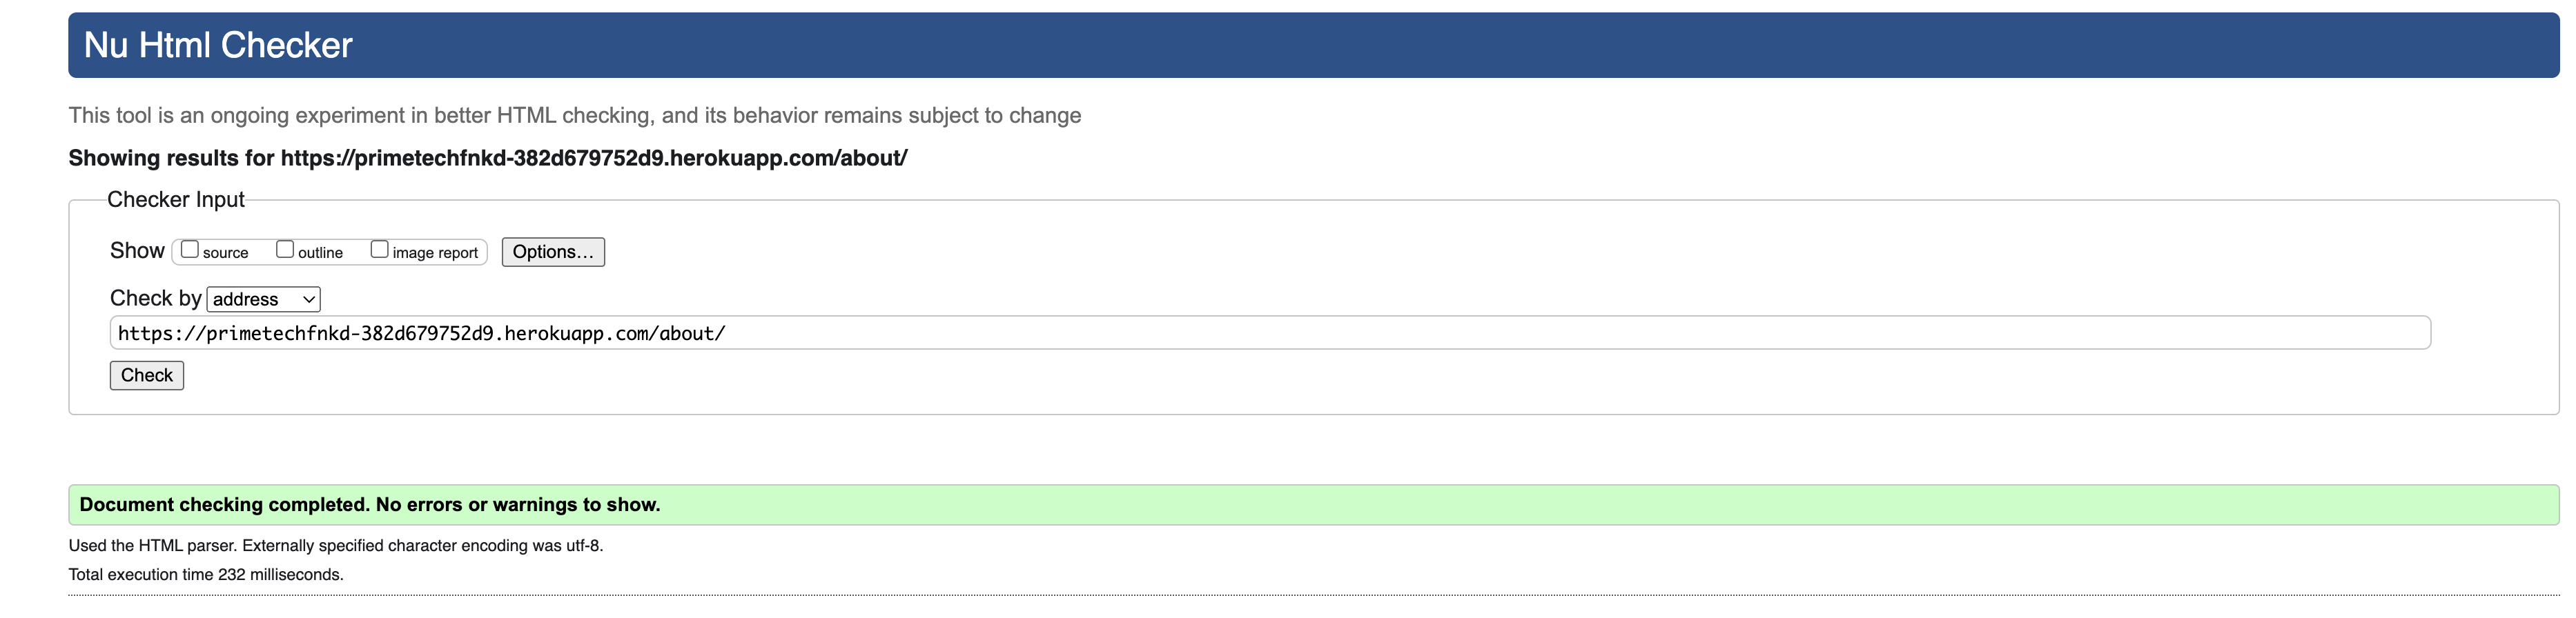 Nu Html Checker
This tool is an ongoing experiment in better HTML checking, and its behavior remains subject to change
Showing results for https://primetechfnkd-382d679752d9.herokuapp.com/about/
Checker Input
Show source outline image report Options...
Check by address
https://primetechfnkd-382d679752d9.herokuapp.com/about/
Check
Document checking completed. No errors or warnings to show.
Used the HTML parser. Externally specified character encoding was utf-8.
Total execution time 232 milliseconds.